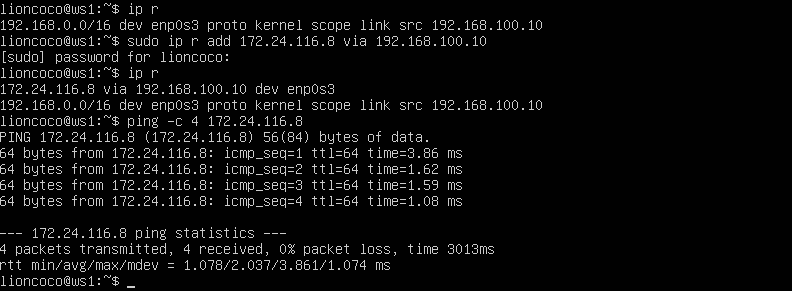 lioncoco@ws1:~$ ip r
192.168.0.0/16 dev enp0s3 proto kernel scope link src 192.168.100.10
lioncoco@ws1:~$ sudo ip r add 172.24.116.8 via 192.168.100.10
[sudo] password for lioncoco:
lioncoco@ws1:~$ ip r
172.24.116.8 via 192.168.100.10 dev enp0s3
192.168.0.0/16 dev enp0s3 proto kernel scope link src 192.168.100.10
lioncoco@ws1:~$ ping -c 4 172.24.116.8
PING 172.24.116.8 (172.24.116.8) 56(84) bytes of data.
64 bytes from 172.24.116.8: icmp_seq=1 ttl=64 time=3.86 ms
64 bytes from 172.24.116.8: icmp_seq=2 ttl=64 time=1.62 ms
64 bytes from 172.24.116.8: icmp_seq=3 ttl=64 time=1.59 ms
64 bytes from 172.24.116.8: icmp_seq=4 ttl=64 time=1.08 ms
--- 172.24.116.8 ping statistics ---
4 packets transmitted, 4 received, 0% packet loss, time 3013ms
rtt min/avg/max/mdev = 1.078/2.037/3.861/1.074 ms
lioncoco@ws1:~$ _